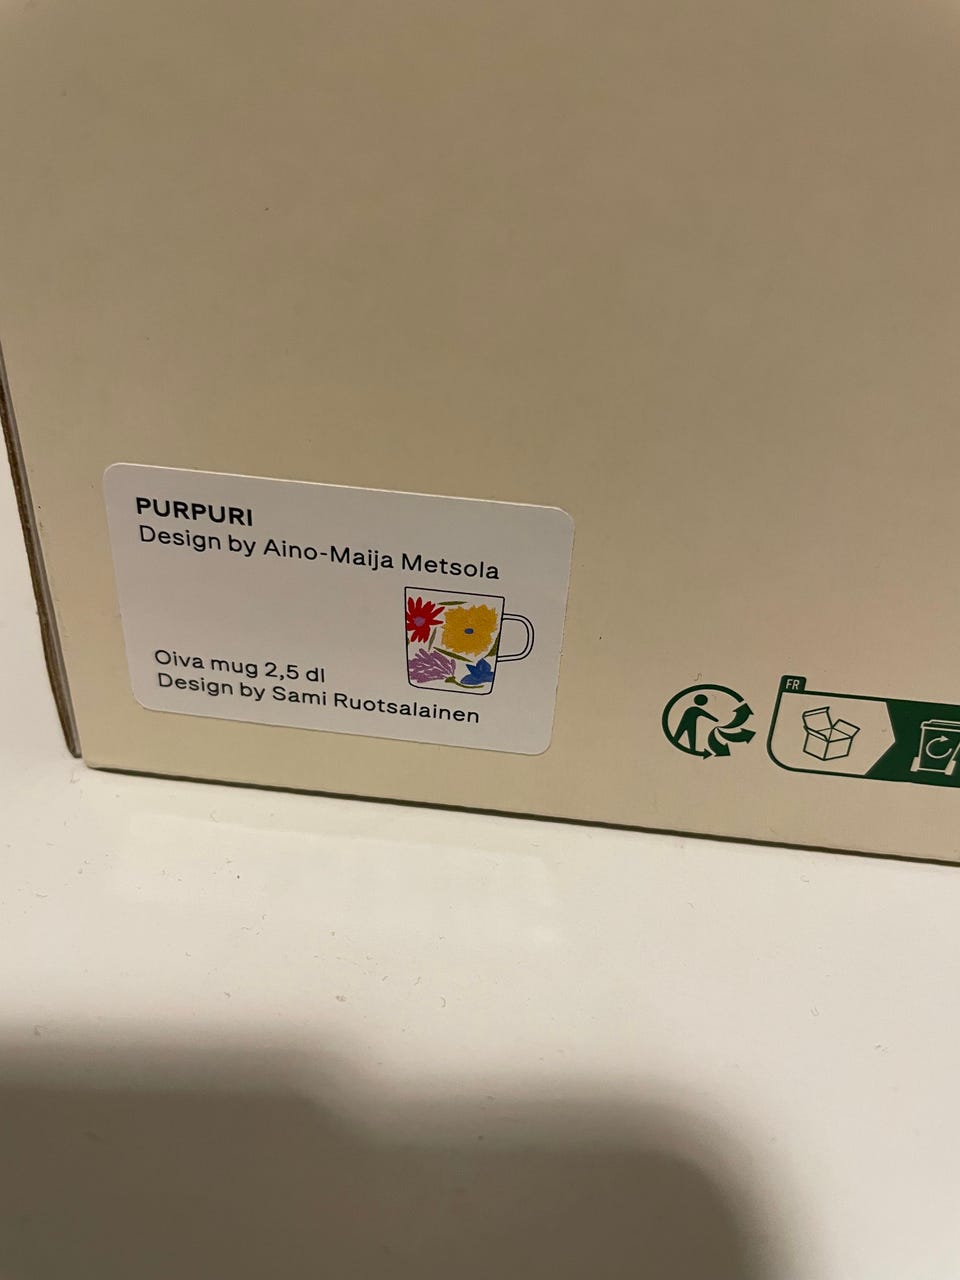 PURPURI
Design by Aino-Maija Metsola
Oiva mug 2,5 dl
Design by Sami Ruotsalainen
FR